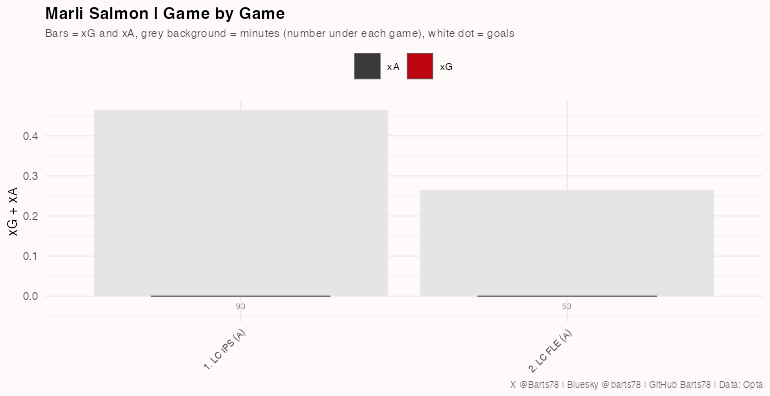 Marli Salmon | Game by Game
Bars = xG and xA, grey background = minutes (number under each game), white dot = goals
xA xG
xG + xA
0.4
0.3
0.2
0.1
0.0
93 53
1. LC IPS (A) 2. LC FLE (A)
X @Barts78 | Bluesky @barts78 | GitHub Barts78 | Data: Opta